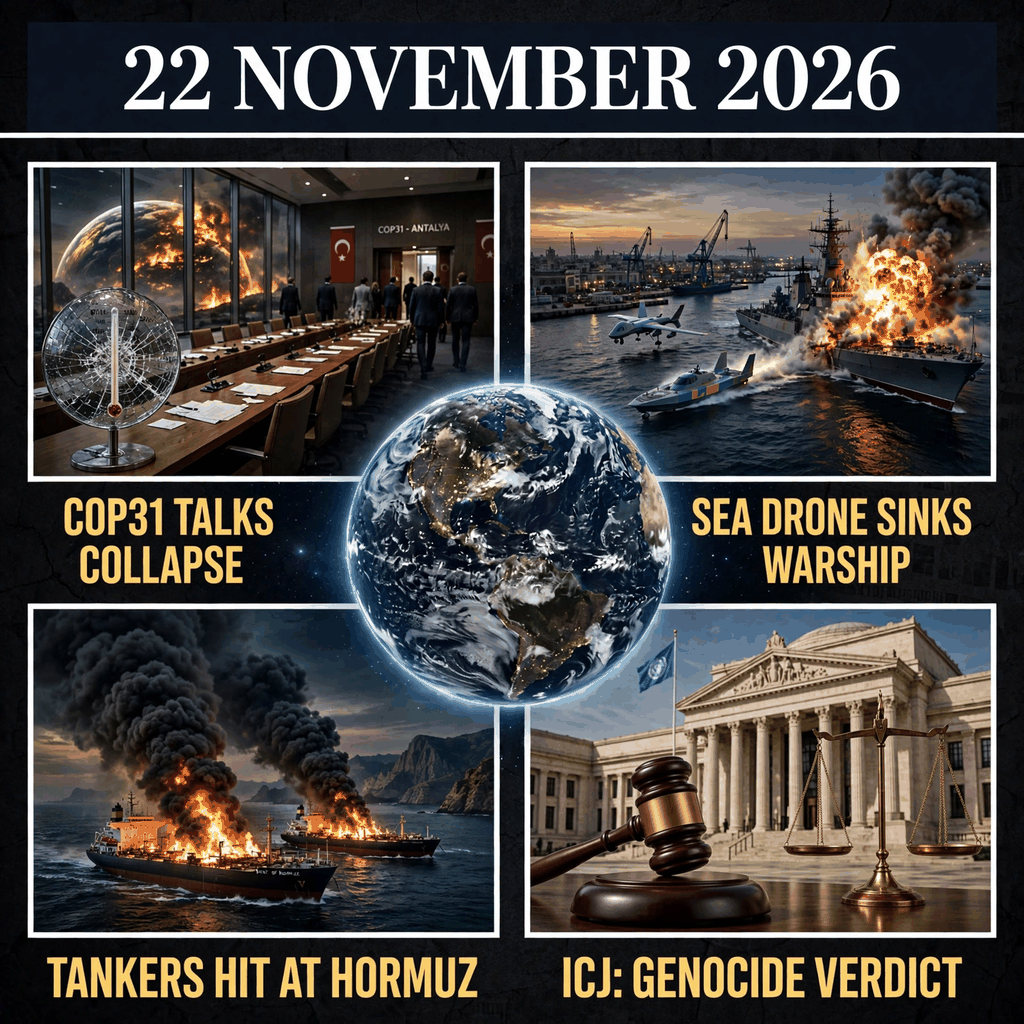 22 NOVEMBER 2026
COP31 - ANTALYA
COP31 TALKS
COLLAPSE
SEA DRONE SINKS
WARSHIP
TANKERS HIT AT HORMUZ
ICJ: GENOCIDE VERDICT